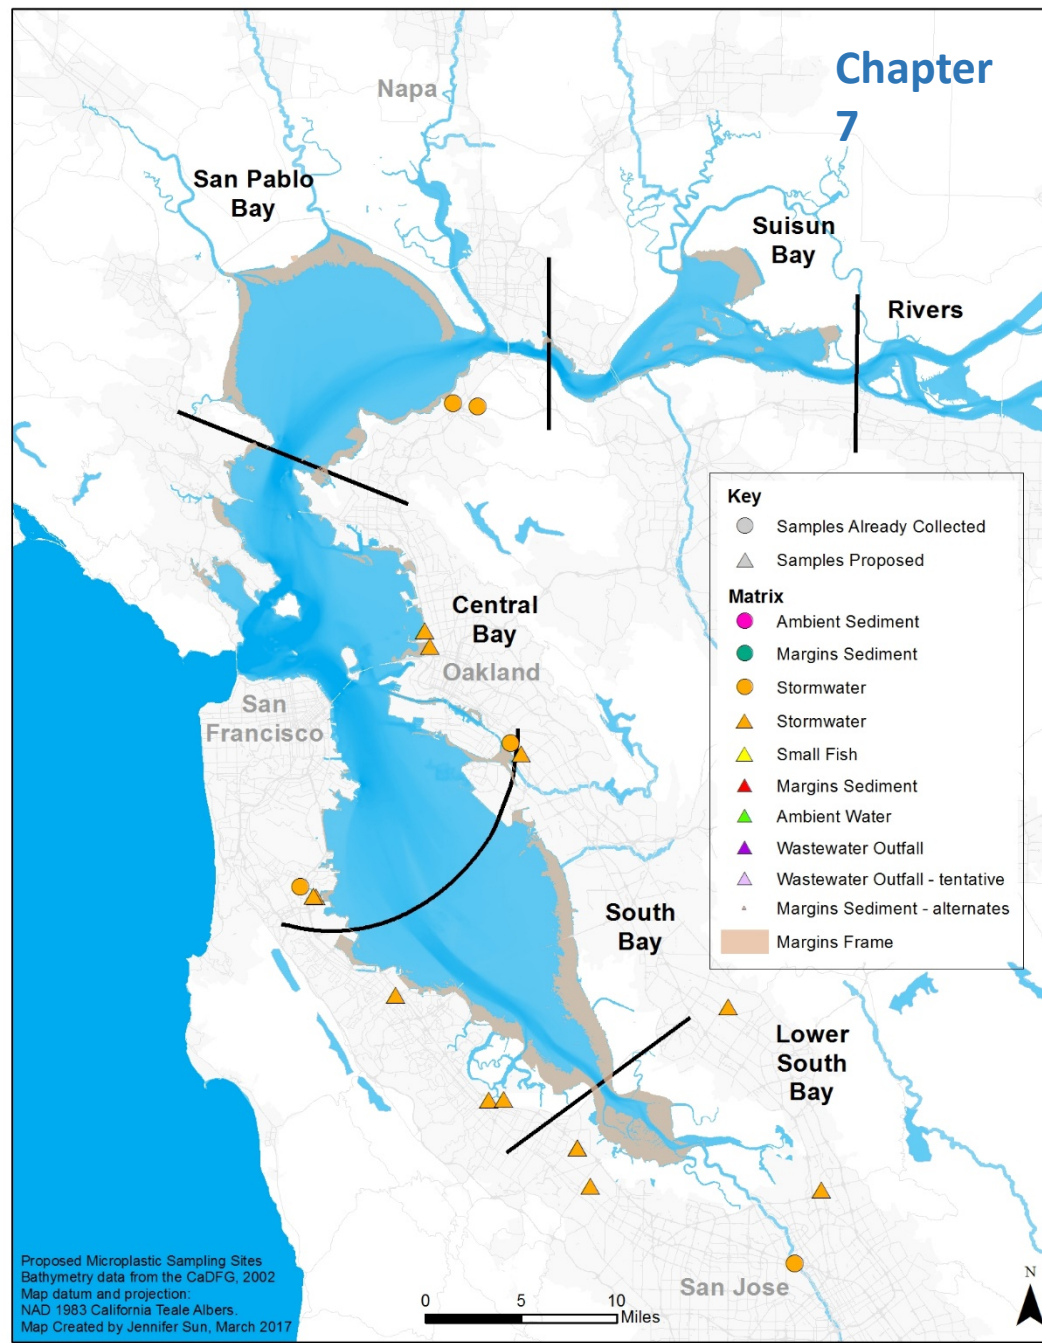 Chapter
7
Napa
San Pablo
Bay
Suisun
Bay
Rivers
Key
Samples Already Collected
Samples Proposed
Matrix
Ambient Sediment
Margins Sediment
Stormwater
Stormwater
Small Fish
Margins Sediment
Ambient Water
Wastewater Outfall
Wastewater Outfall - tentative
Margins Sediment - alternates
Margins Frame
Central
Bay
Oakland
San
Francisco
South
Bay
Lower
South
Bay
San Jose
Proposed Microplastic Sampling Sites
Bathymetry data from the CaDFG, 2002
Map datum and projection:
NAD 1983 California Teale Albers.
Map Created by Jennifer Sun, March 2017
0 5 10
Miles
N